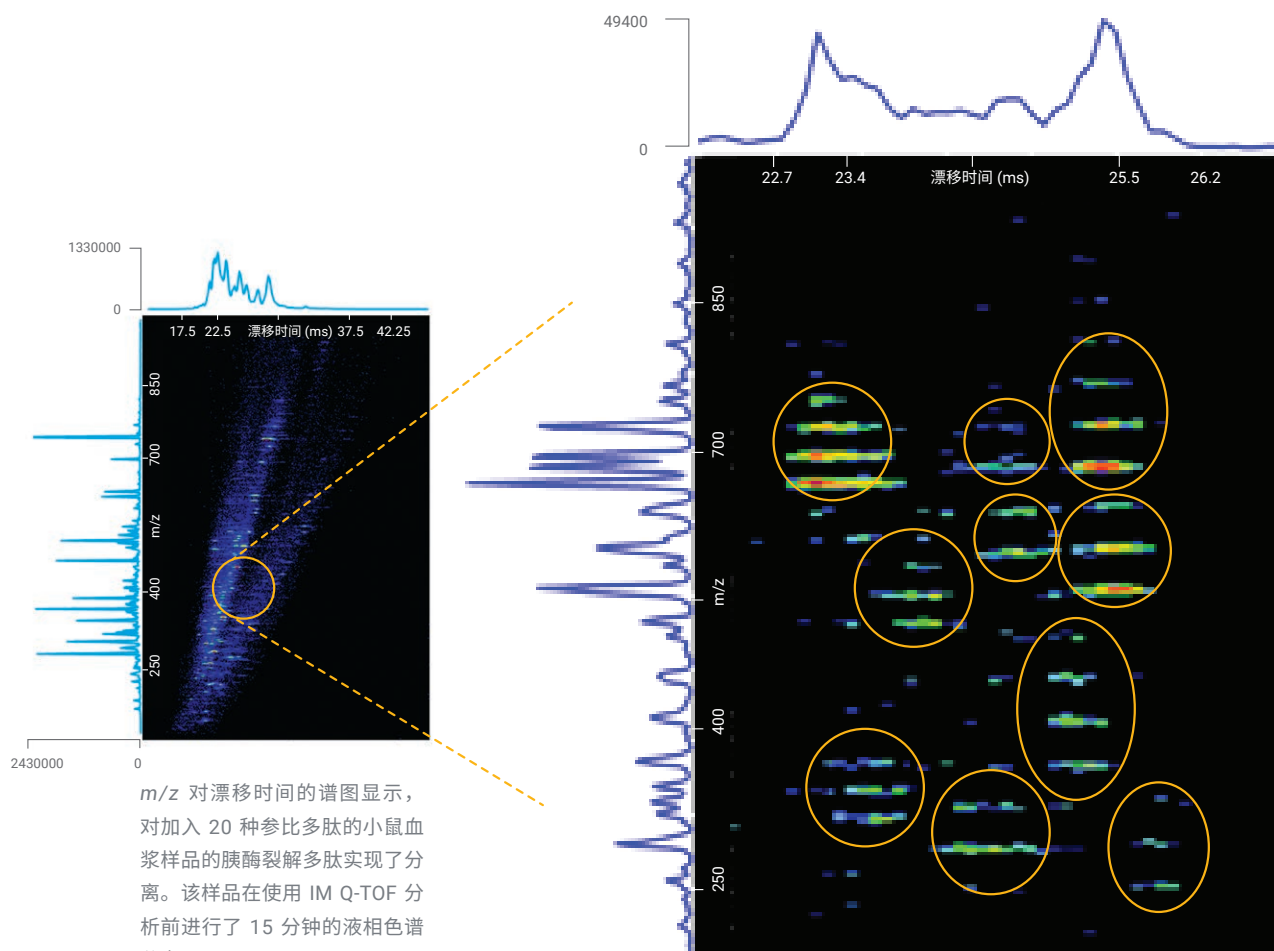 49400
0
22.7 23.4 漂移时间 (ms) 25.5 26.2
850
700
m/z
400
250
1330000
0
17.5 22.5 漂移时间 (ms) 37.5 42.25
850
700
m/z
400
250
2430000 0
m/z 对漂移时间的谱图显示，
对加入 20 种参比多肽的小鼠血
浆样品的胰酶裂解多肽实现了分
离。该样品在使用 IM Q-TOF 分
析前进行了 15 分钟的液相色谱